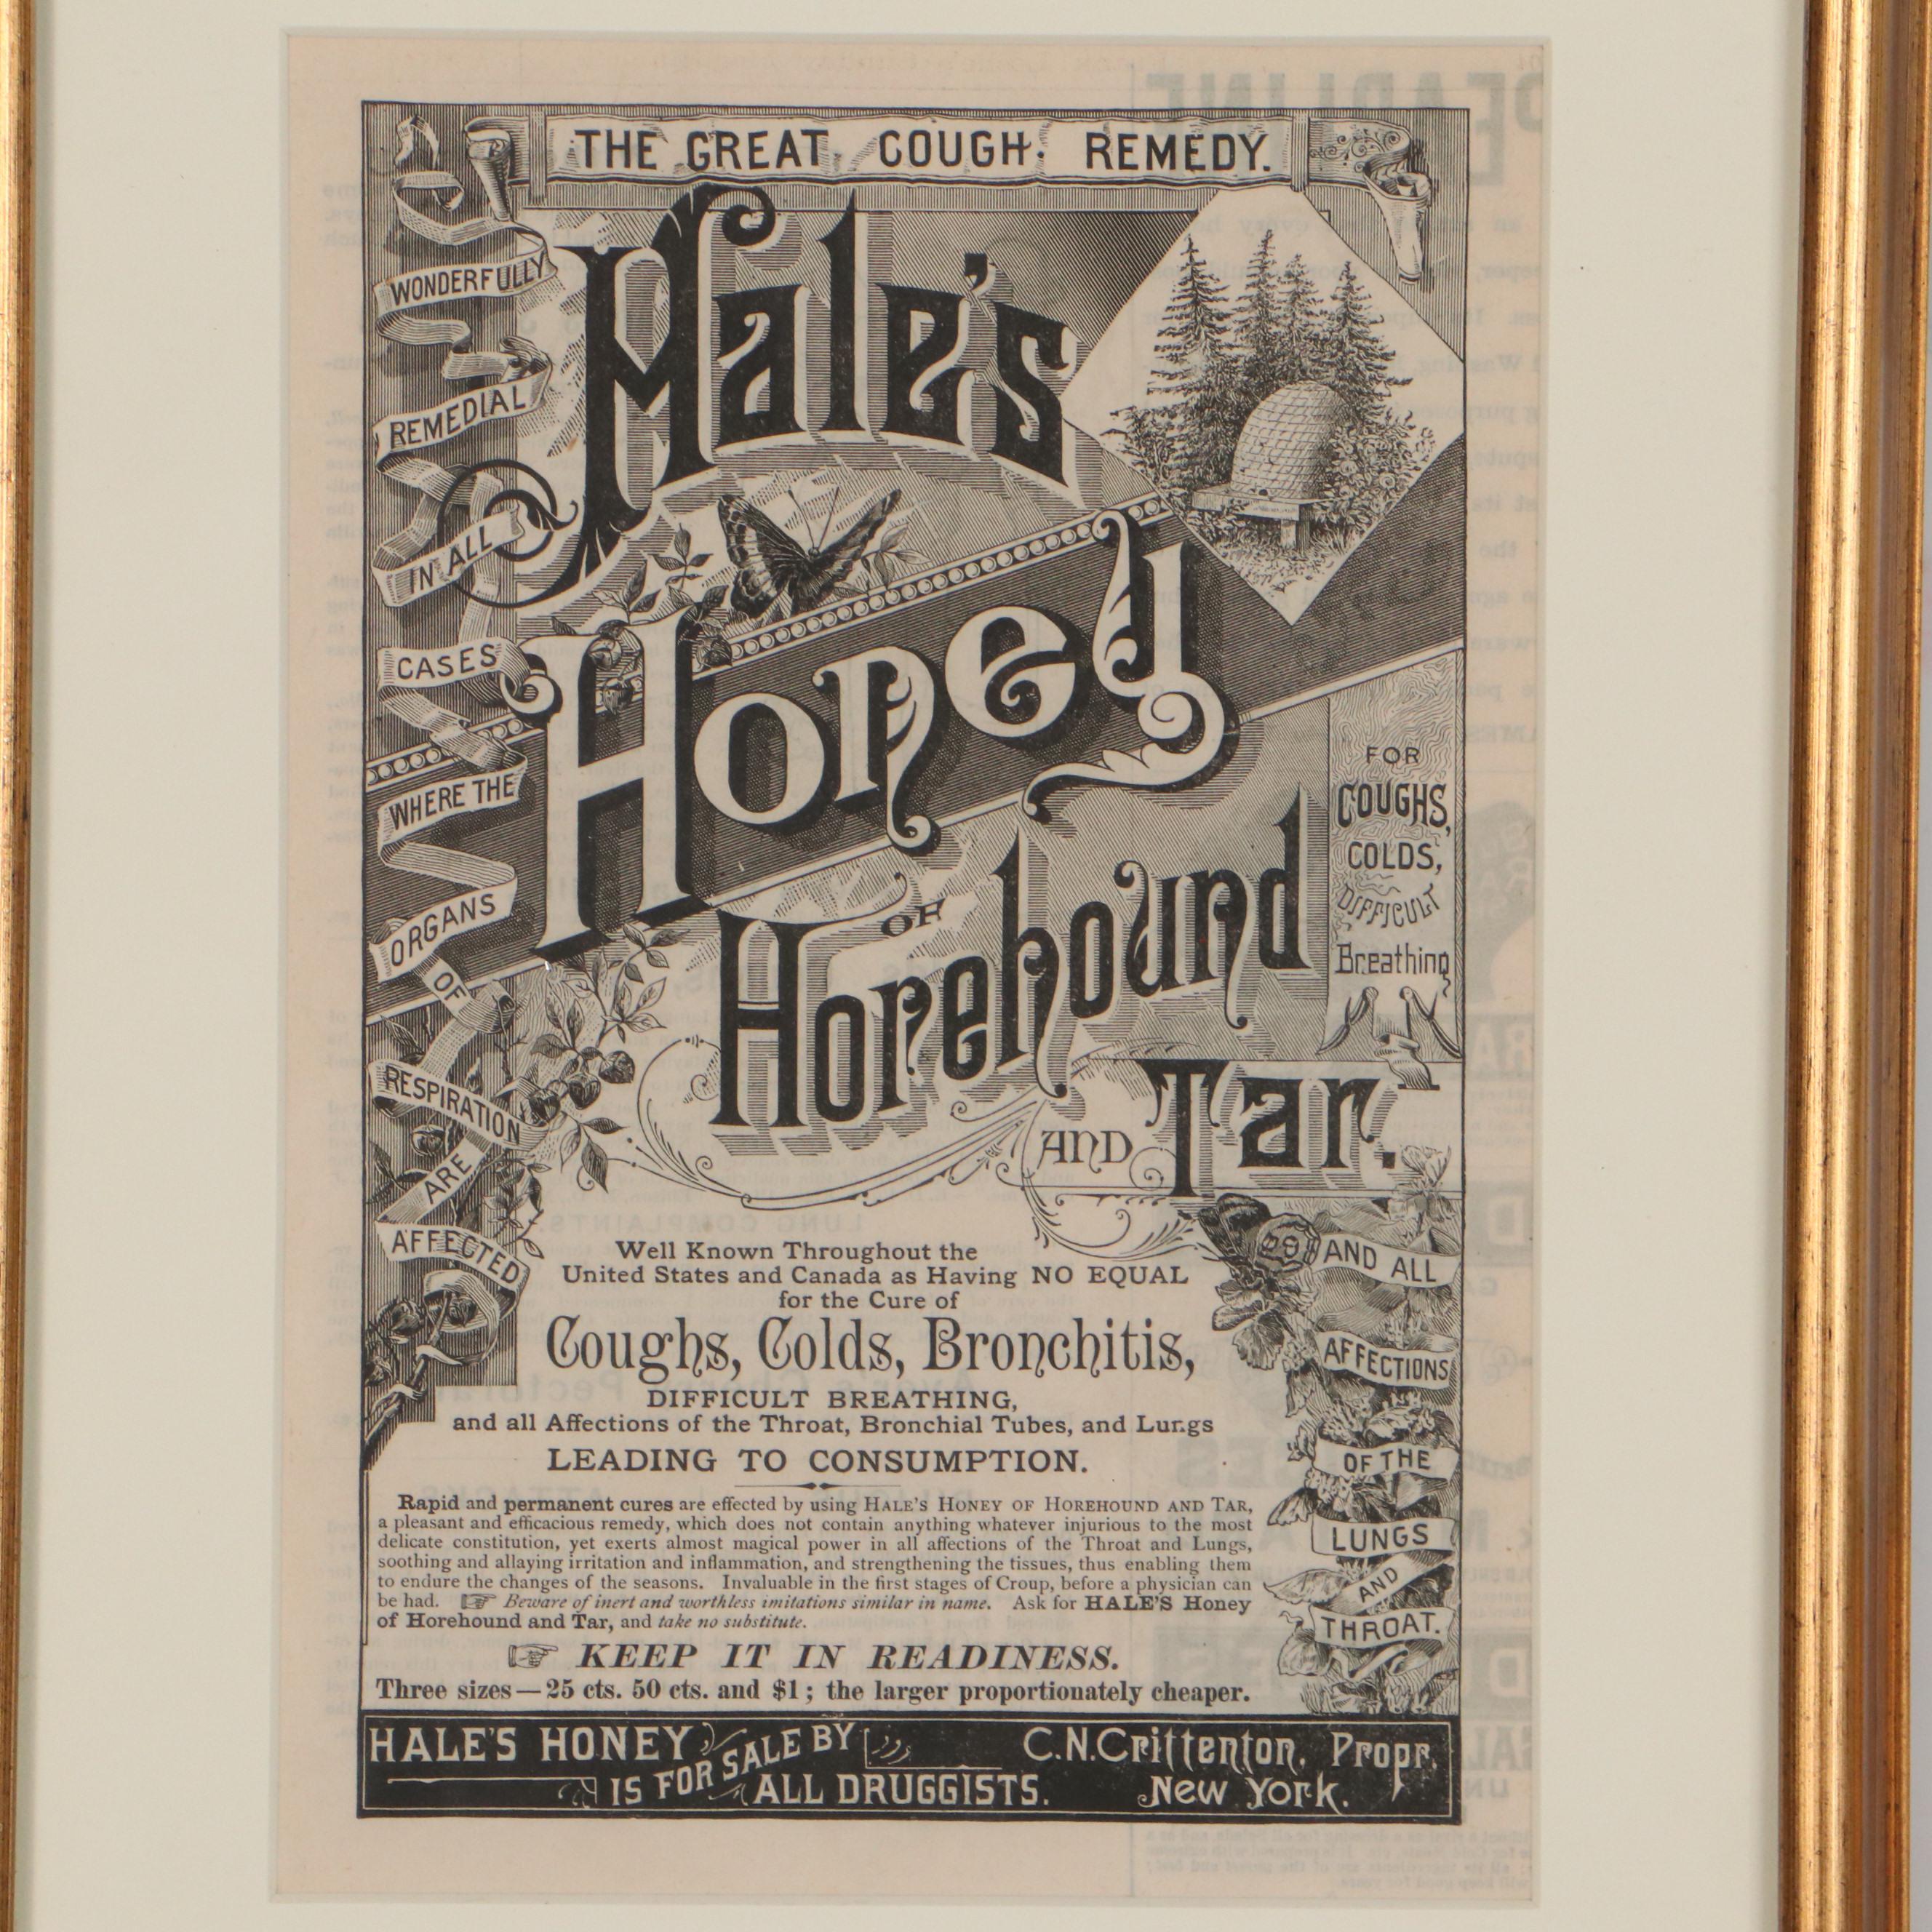 THE GREAT COUGH REMEDY.
WONDERFULLY
REMEDIAL
IN ALL
CASES
WHERE THE
ORGANS
OF
RESPIRATION
ARE
AFFECTED
Hale's
Honey
OF
Horehound
AND Tar.
FOR
COUGHS,
COLDS,
DIFFICULT
Breathing
AND ALL
AFFECTIONS
OF THE
LUNGS
AND
THROAT.
Well Known Throughout the
United States and Canada as Having NO EQUAL
for the Cure of
Coughs, Colds, Bronchitis,
DIFFICULT BREATHING,
and all Affections of the Throat, Bronchial Tubes, and Lungs
LEADING TO CONSUMPTION.
Rapid and permanent cures are effected by using HALE'S HONEY OF HOREHOUND AND TAR,
a pleasant and efficacious remedy, which does not contain anything whatever injurious to the most
delicate constitution, yet exerts almost magical power in all affections of the Throat and Lungs,
soothing and allaying irritation and inflammation, and strengthening the tissues, thus enabling them
to endure the changes of the seasons. Invaluable in the first stages of Croup, before a physician can
be had. ☞ Beware of inert and worthless imitations similar in name. Ask for HALE'S Honey
of Horehound and Tar, and take no substitute.
☞ KEEP IT IN READINESS.
Three sizes—25 cts. 50 cts. and $1; the larger proportionately cheaper.
HALE'S HONEY
IS FOR SALE BY
ALL DRUGGISTS.
C.N.Crittenton, Propr.
New York.